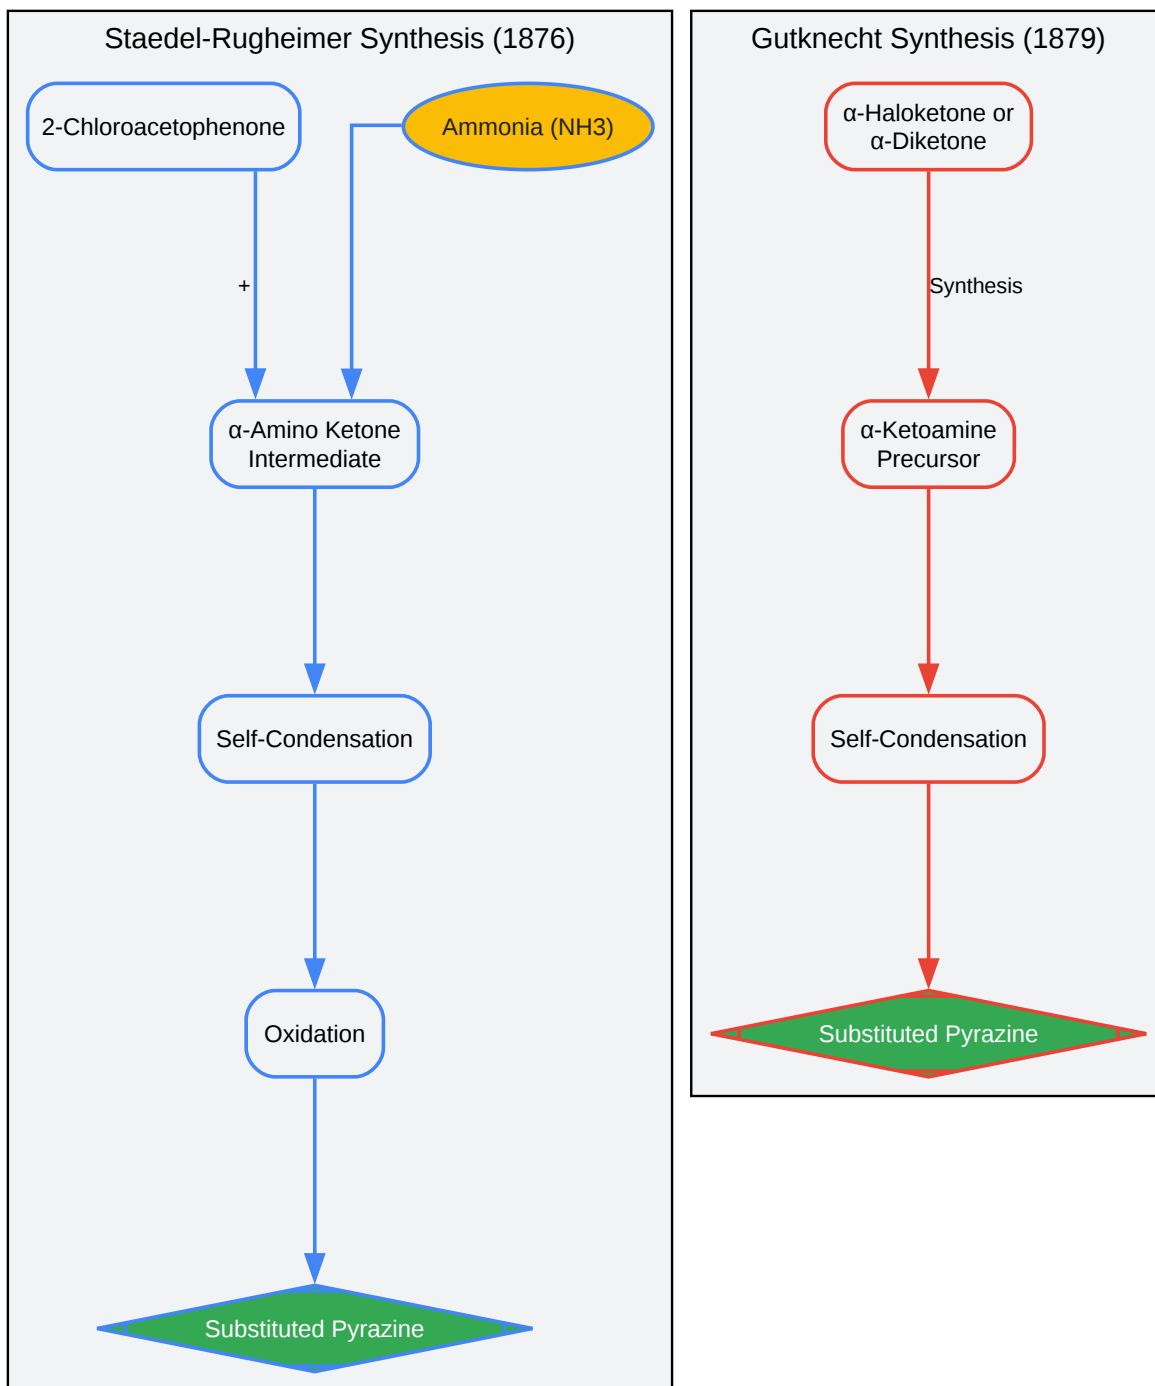 Staedel-Rugheimer Synthesis (1876)
2-Chloroacetophenone
Ammonia (NH3)
+
α-Amino Ketone
Intermediate
Self-Condensation
Oxidation
Substituted Pyrazine
Gutknecht Synthesis (1879)
α-Haloketone or
α-Diketone
Synthesis
α-Ketoamine
Precursor
Self-Condensation
Substituted Pyrazine